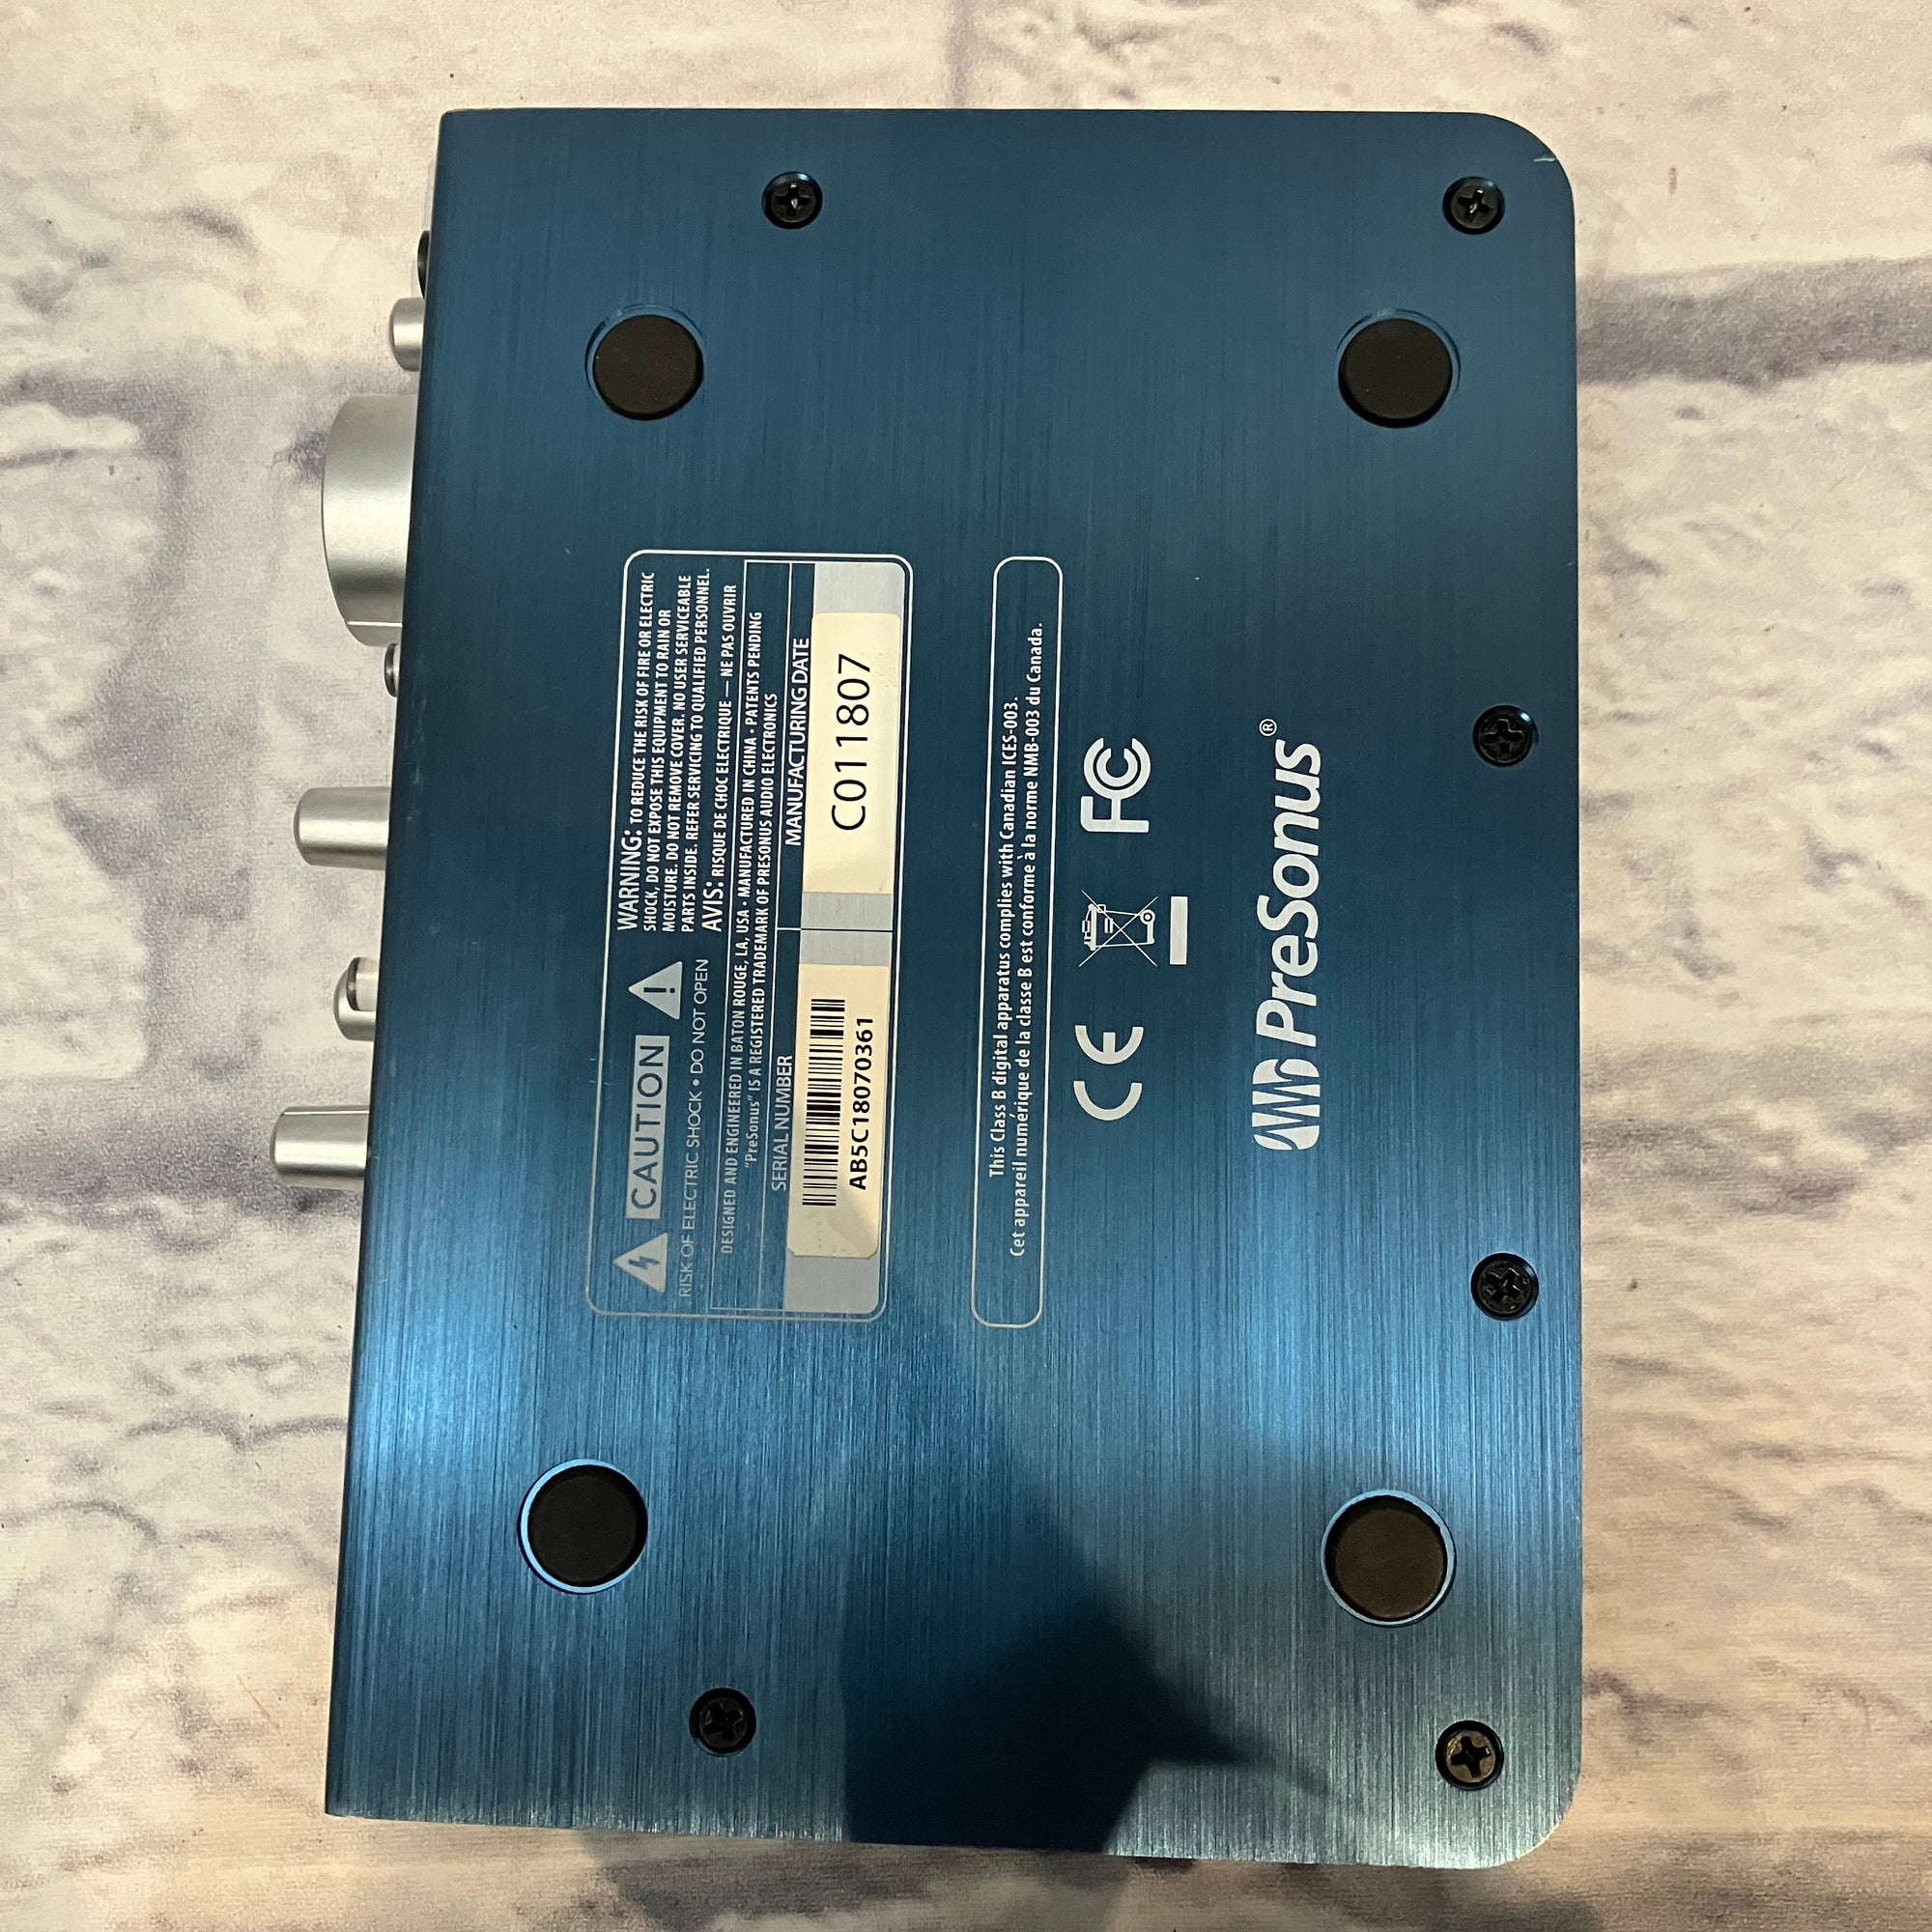 CAUTION
RISK OF ELECTRIC SHOCK • DO NOT OPEN
WARNING: TO REDUCE THE RISK OF FIRE OR ELECTRIC
SHOCK, DO NOT EXPOSE THIS EQUIPMENT TO RAIN OR
MOISTURE. DO NOT REMOVE COVER. NO USER SERVICEABLE
PARTS INSIDE. REFER SERVICING TO QUALIFIED PERSONNEL.
AVIS: RISQUE DE CHOC ELECTRIQUE — NE PAS OUVRIR
DESIGNED AND ENGINEERED IN BATON ROUGE, LA, USA • MANUFACTURED IN CHINA • PATENTS PENDING
"PreSonus" IS A REGISTERED TRADEMARK OF PRESONUS AUDIO ELECTRONICS
SERIAL NUMBER
AB5C18070361
MANUFACTURING DATE
C011807
This Class B digital apparatus complies with Canadian ICES-003.
Cet appareil numérique de la classe B est conforme à la norme NMB-003 du Canada.
CE FC
PreSonus®